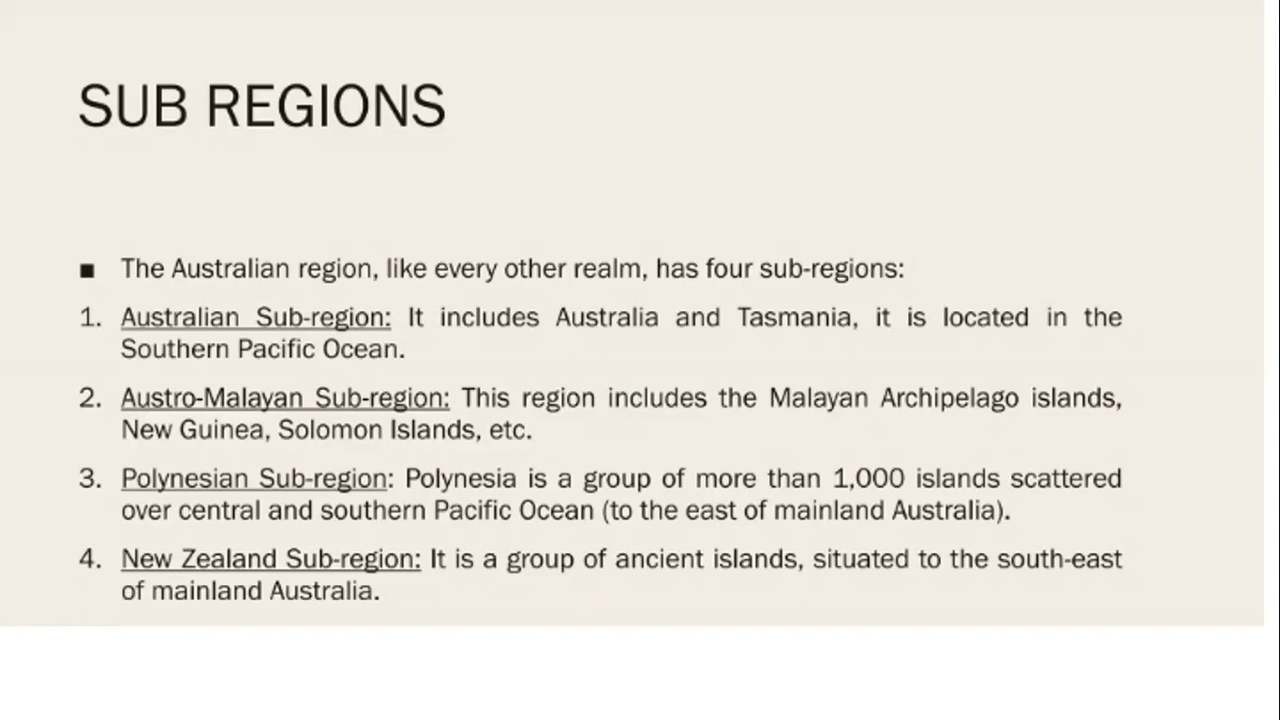 SUB REGIONS
■ The Australian region, like every other realm, has four sub-regions:
1. Australian Sub-region: It includes Australia and Tasmania, it is located in the
Southern Pacific Ocean.
2. Austro-Malayan Sub-region: This region includes the Malayan Archipelago islands,
New Guinea, Solomon Islands, etc.
3. Polynesian Sub-region: Polynesia is a group of more than 1,000 islands scattered
over central and southern Pacific Ocean (to the east of mainland Australia).
4. New Zealand Sub-region: It is a group of ancient islands, situated to the south-east
of mainland Australia.